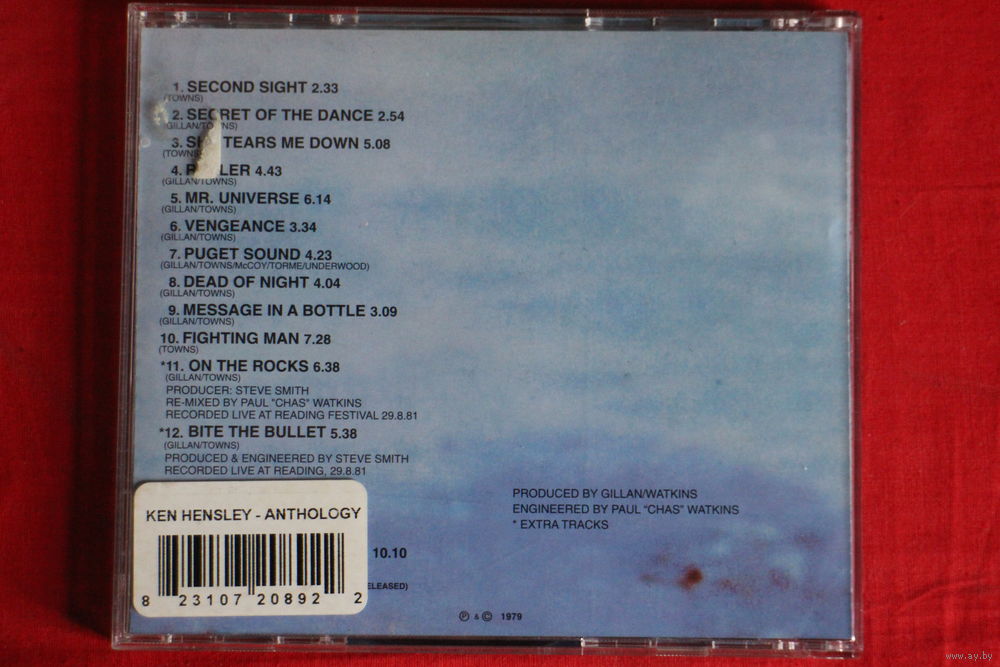 1. SECOND SIGHT 2.33
(TOWNS)
2. SECRET OF THE DANCE 2.54
(GILLAN/TOWNS)
3. TEARS ME DOWN 5.08
(TOWNS)
4. 4.43
(GILLAN/TOWNS)
5. MR. UNIVERSE 6.14
(GILLAN/TOWNS)
6. VENGEANCE 3.34
(GILLAN/TOWNS)
7. PUGET SOUND 4.23
(GILLAN/TOWNS/McCOY/TORME/UNDERWOOD)
8. DEAD OF NIGHT 4.04
(GILLAN/TOWNS)
9. MESSAGE IN A BOTTLE 3.09
(GILLAN/TOWNS)
10. FIGHTING MAN 7.28
(TOWNS)
*11. ON THE ROCKS 6.38
(GILLAN/TOWNS)
PRODUCER: STEVE SMITH
RE-MIXED BY PAUL "CHAS" WATKINS
RECORDED LIVE AT READING FESTIVAL 29.8.81
*12. BITE THE BULLET 5.38
(GILLAN/TOWNS)
PRODUCED & ENGINEERED BY STEVE SMITH
RECORDED LIVE AT READING, 29.8.81
KEN HENSLEY - ANTHOLOGY
8 23107 20892 2
10.10
PRODUCED BY GILLAN/WATKINS
ENGINEERED BY PAUL "CHAS" WATKINS
* EXTRA TRACKS
℗ & © 1979
www.ay.by